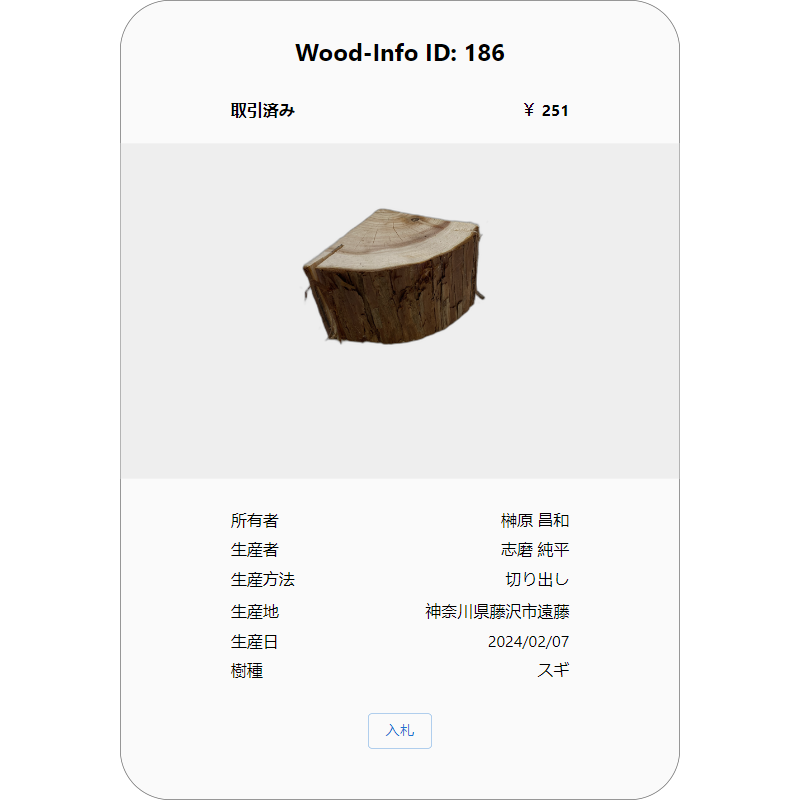 Wood-Info ID: 186
取引済み ￥ 251
所有者 榊原 昌和
生産者 志磨 純平
生産方法 切り出し
生産地 神奈川県藤沢市遠藤
生産日 2024/02/07
樹種 スギ
入札